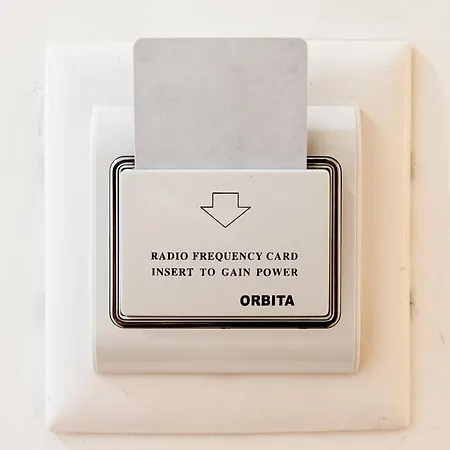 RADIO FREQUENCY CARD
INSERT TO GAIN POWER
ORBITA